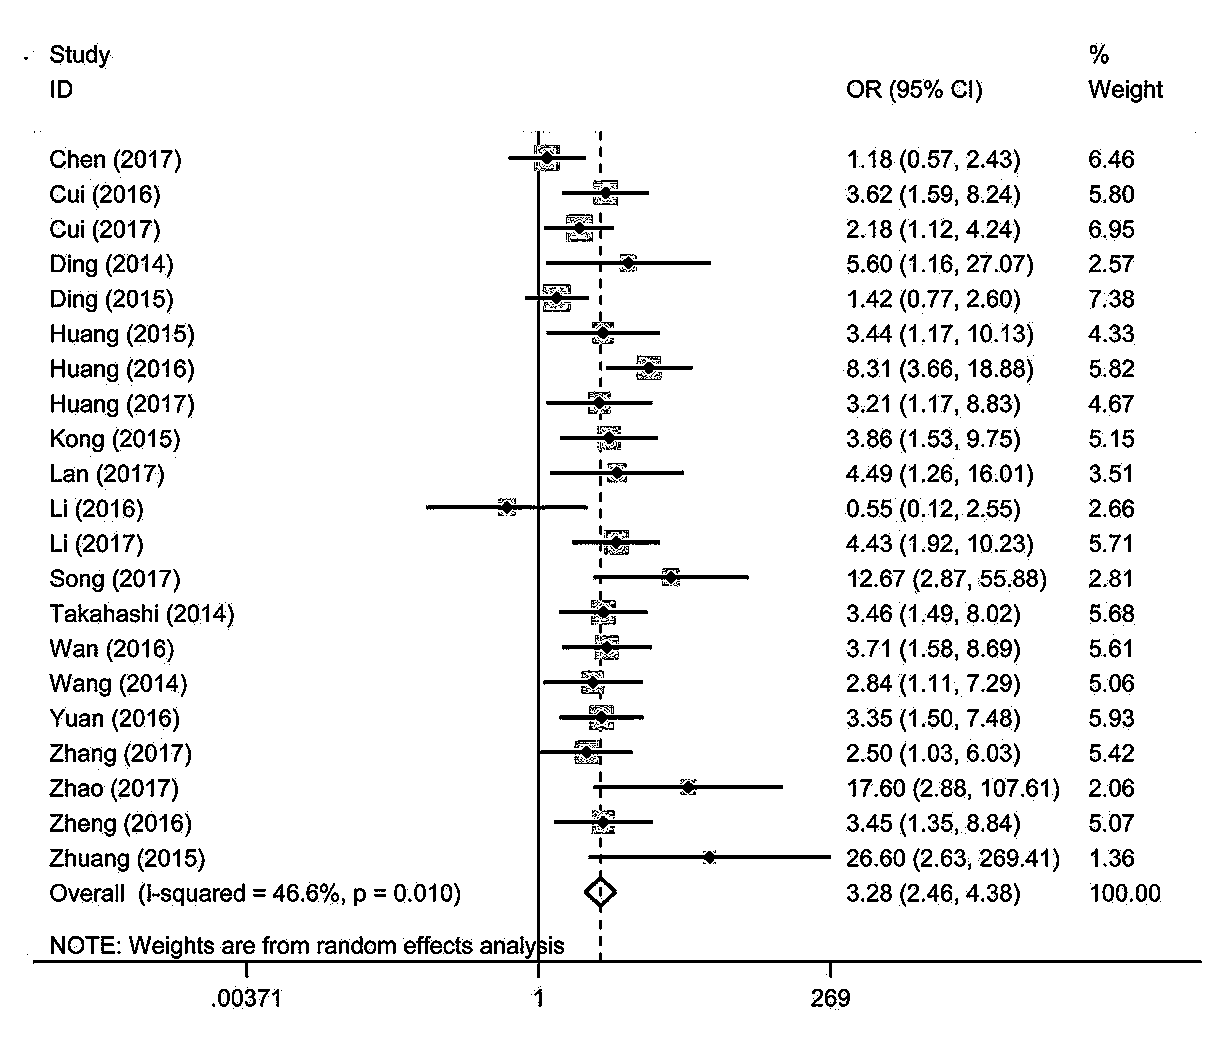 Study %
ID OR (95% CI) Weight
Chen (2017) 1.18 (0.57, 2.43) 6.46
Cui (2016) 3.62 (1.59, 8.24) 5.80
Cui (2017) 2.18 (1.12, 4.24) 6.95
Ding (2014) 5.60 (1.16, 27.07) 2.57
Ding (2015) 1.42 (0.77, 2.60) 7.38
Huang (2015) 3.44 (1.17, 10.13) 4.33
Huang (2016) 8.31 (3.66, 18.88) 5.82
Huang (2017) 3.21 (1.17, 8.83) 4.67
Kong (2015) 3.86 (1.53, 9.75) 5.15
Lan (2017) 4.49 (1.26, 16.01) 3.51
Li (2016) 0.55 (0.12, 2.55) 2.66
Li (2017) 4.43 (1.92, 10.23) 5.71
Song (2017) 12.67 (2.87, 55.88) 2.81
Takahashi (2014) 3.46 (1.49, 8.02) 5.68
Wan (2016) 3.71 (1.58, 8.69) 5.61
Wang (2014) 2.84 (1.11, 7.29) 5.06
Yuan (2016) 3.35 (1.50, 7.48) 5.93
Zhang (2017) 2.50 (1.03, 6.03) 5.42
Zhao (2017) 17.60 (2.88, 107.61) 2.06
Zheng (2016) 3.45 (1.35, 8.84) 5.07
Zhuang (2015) 26.60 (2.63, 269.41) 1.36
Overall (I-squared = 46.6%, p = 0.010) 3.28 (2.46, 4.38) 100.00
NOTE: Weights are from random effects analysis
.00371 1 269